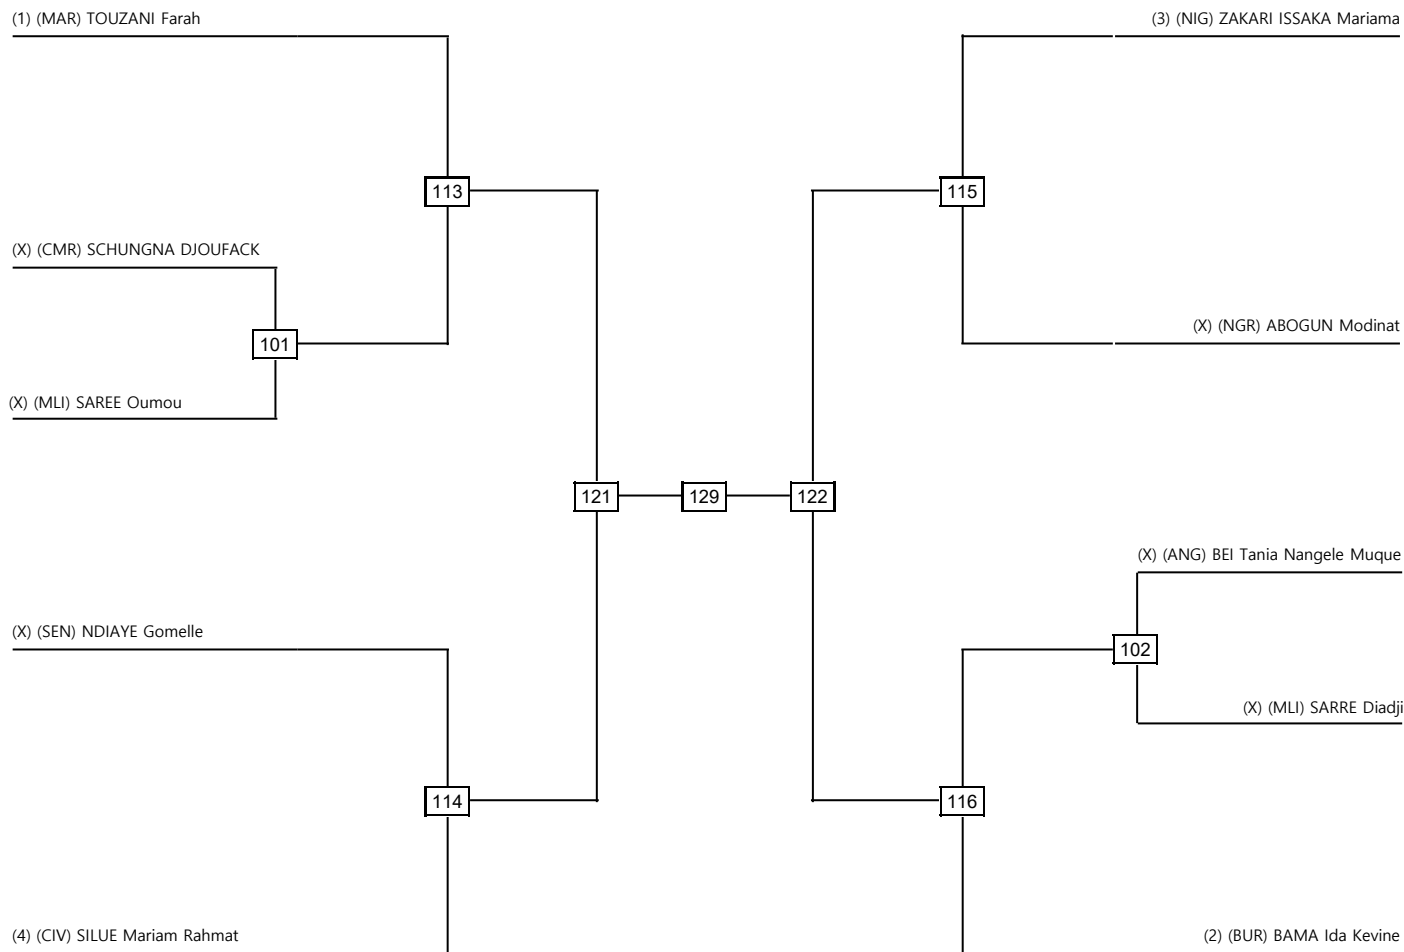 (1) (MAR) TOUZANI Farah
(3) (NIG) ZAKARI ISSAKA Mariama
113
115
(X) (CMR) SCHUNGNA DJOUFACK
(X) (NGR) ABOGUN Modinat
101
(X) (MLI) SAREE Oumou
121
129
122
(X) (ANG) BEI Tania Nangele Muque
(X) (SEN) NDIAYE Gomelle
102
(X) (MLI) SARRE Diadji
114
116
(4) (CIV) SILUE Mariam Rahmat
(2) (BUR) BAMA Ida Kevine